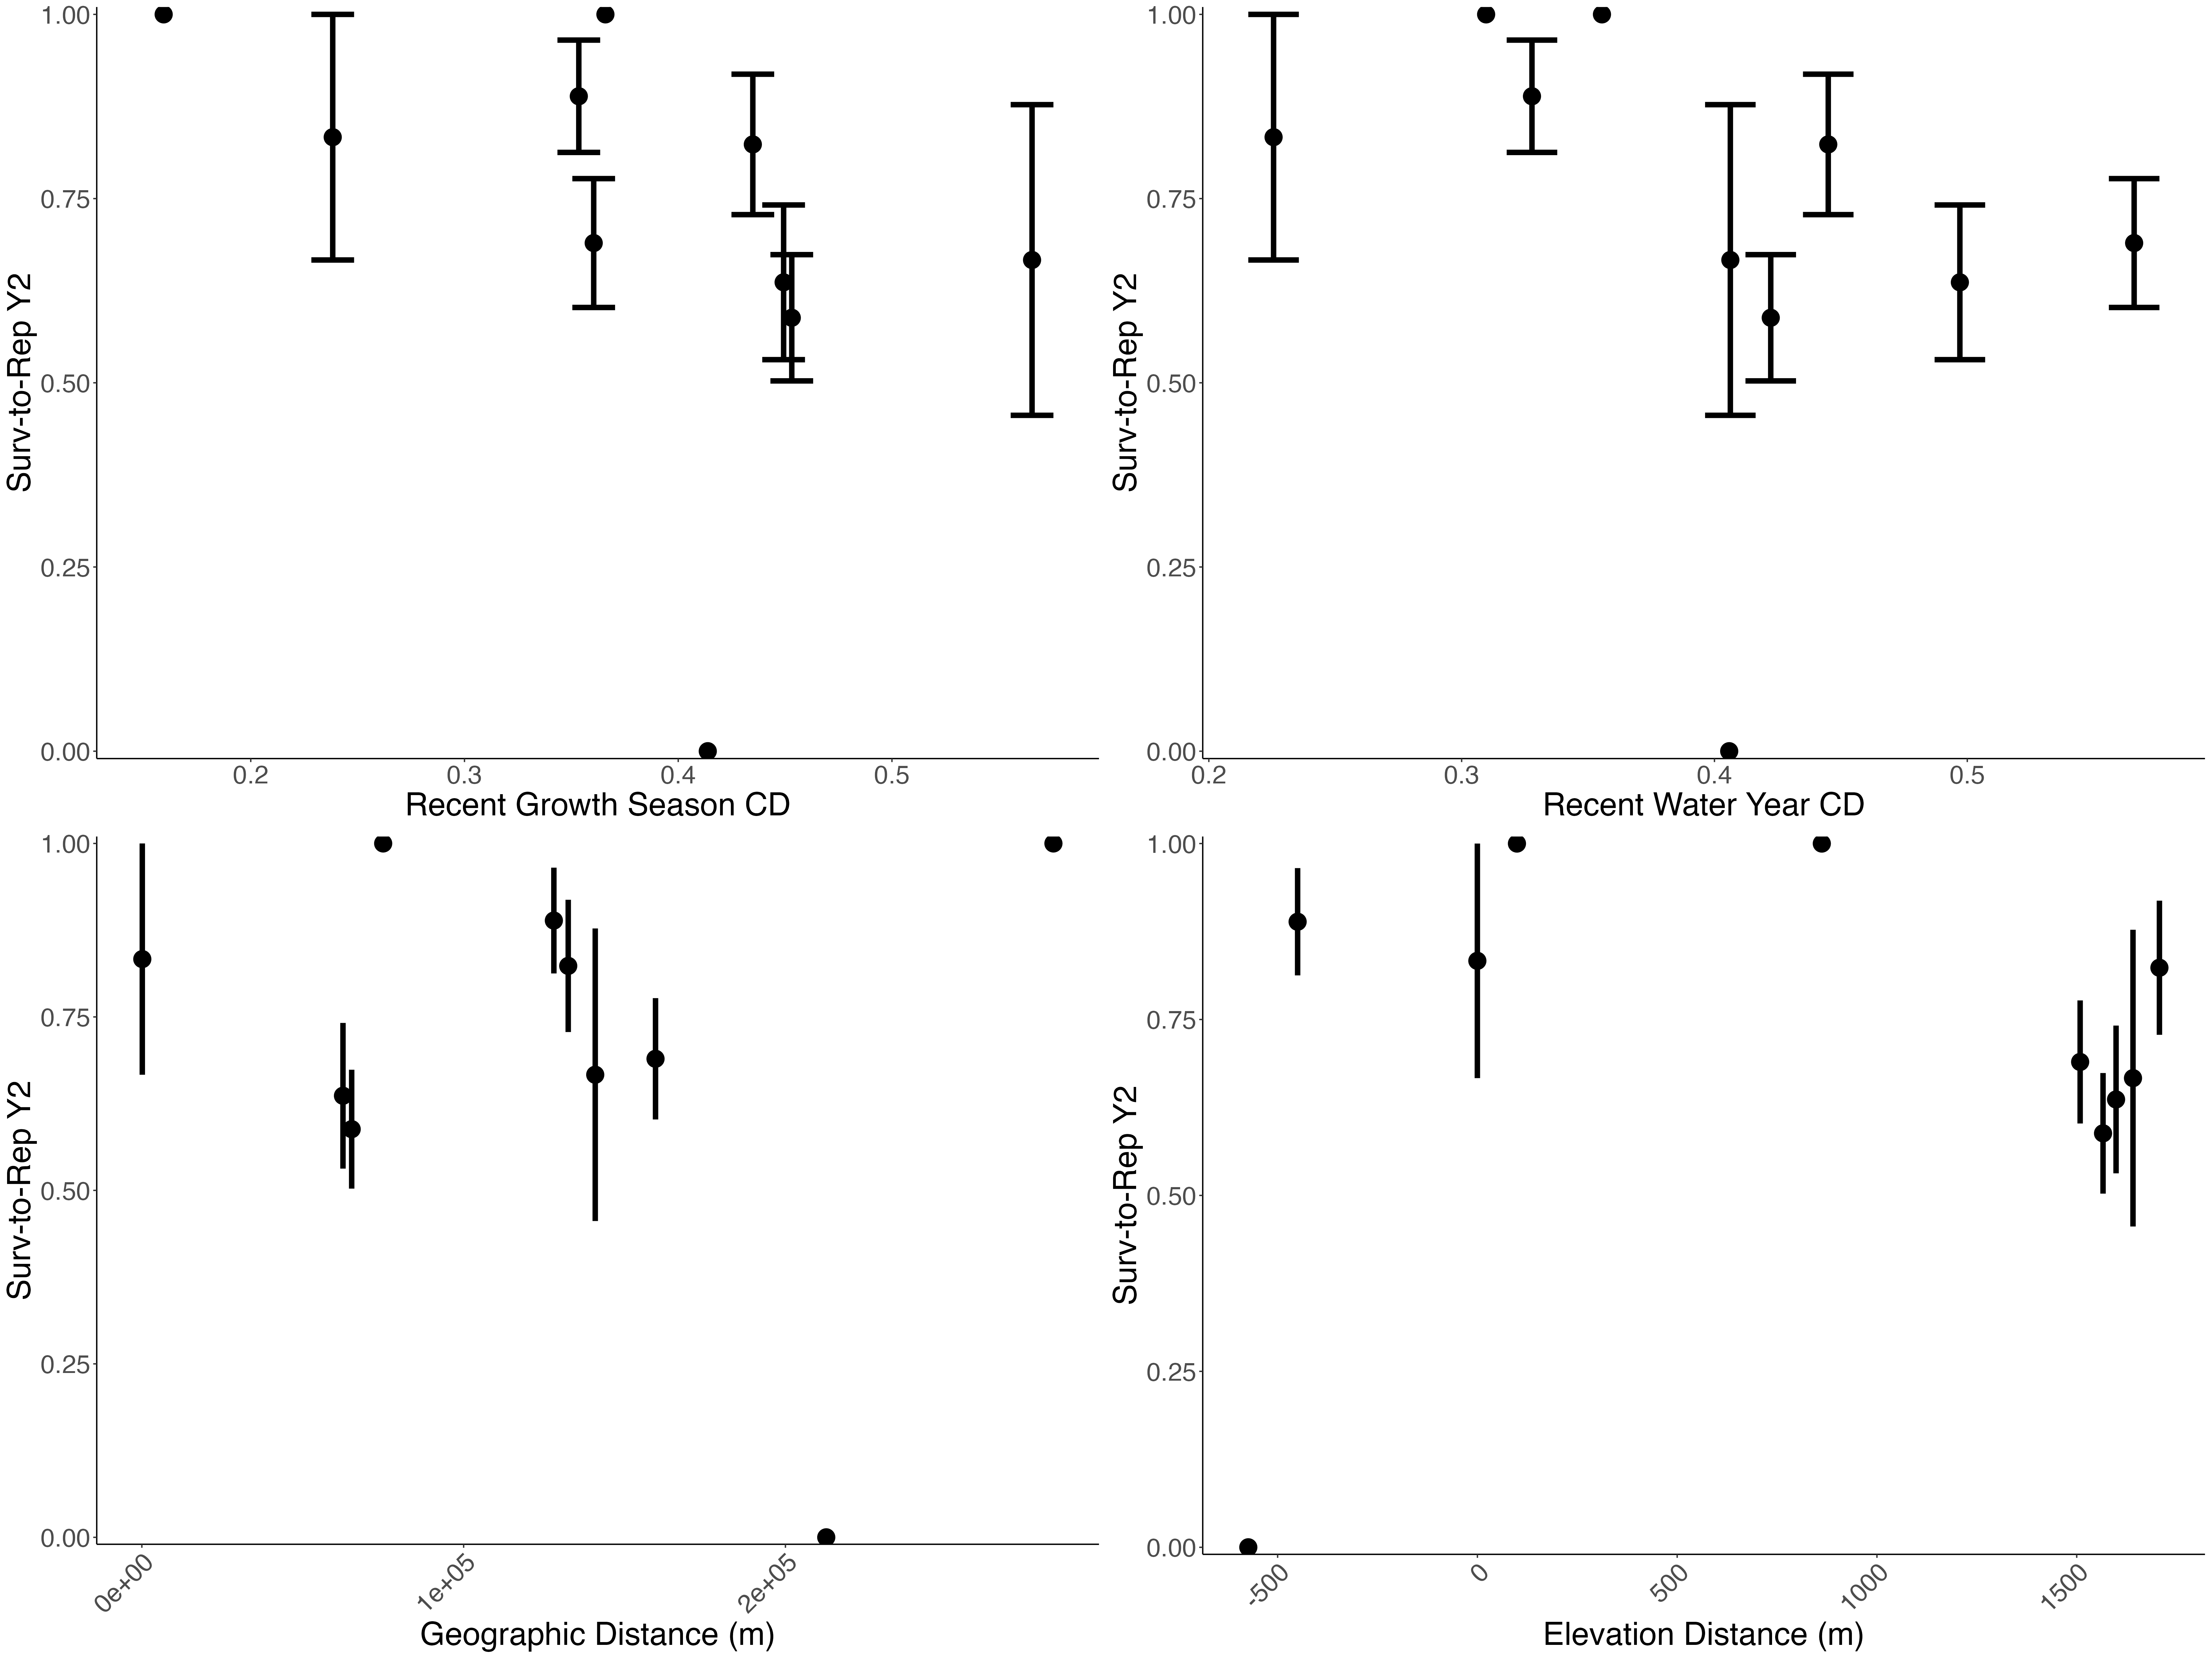 1.00
0.75
0.50
0.25
0.00
Surv-to-Rep Y2
0.2 0.3 0.4 0.5
Recent Growth Season CD
1.00
0.75
0.50
0.25
0.00
Surv-to-Rep Y2
0.2 0.3 0.4 0.5
Recent Water Year CD
1.00
0.75
0.50
0.25
0.00
Surv-to-Rep Y2
0e+00 1e+05 2e+05
Geographic Distance (m)
1.00
0.75
0.50
0.25
0.00
Surv-to-Rep Y2
-500 0 500 1000 1500
Elevation Distance (m)